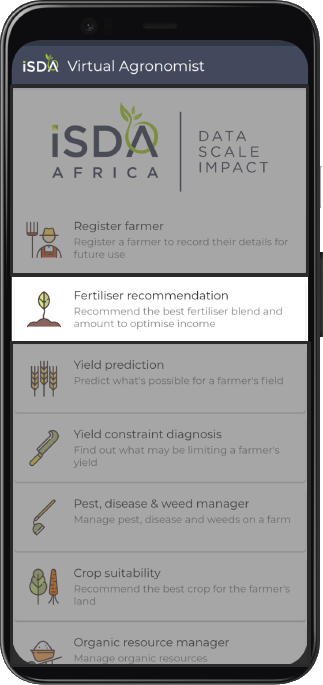 iSDA Virtual Agronomist
iSDA
AFRICA
DATA
SCALE
IMPACT
Register farmer
Register a farmer to record their details for
future use
Fertiliser recommendation
Recommend the best fertiliser blend and
amount to optimise income
Yield prediction
Predict what's possible for a farmer's field
Yield constraint diagnosis
Find out what may be limiting a farmer's
yield
Pest, disease & weed manager
Manage pest, disease and weeds on a farm
Crop suitability
Recommend the best crop for the farmer's
land
Organic resource manager
Manage organic resources